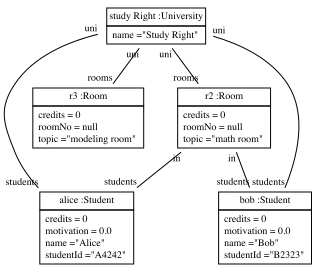 study Right :University
name ="Study Right"
uni
uni
uni
uni
rooms
rooms
r3 :Room
credits = 0
roomNo = null
topic ="modeling room"
r2 :Room
credits = 0
roomNo = null
topic ="math room"
in
in
students
students
students
students
alice :Student
credits = 0
motivation = 0.0
name ="Alice"
studentId ="A4242"
bob :Student
credits = 0
motivation = 0.0
name ="Bob"
studentId ="B2323"